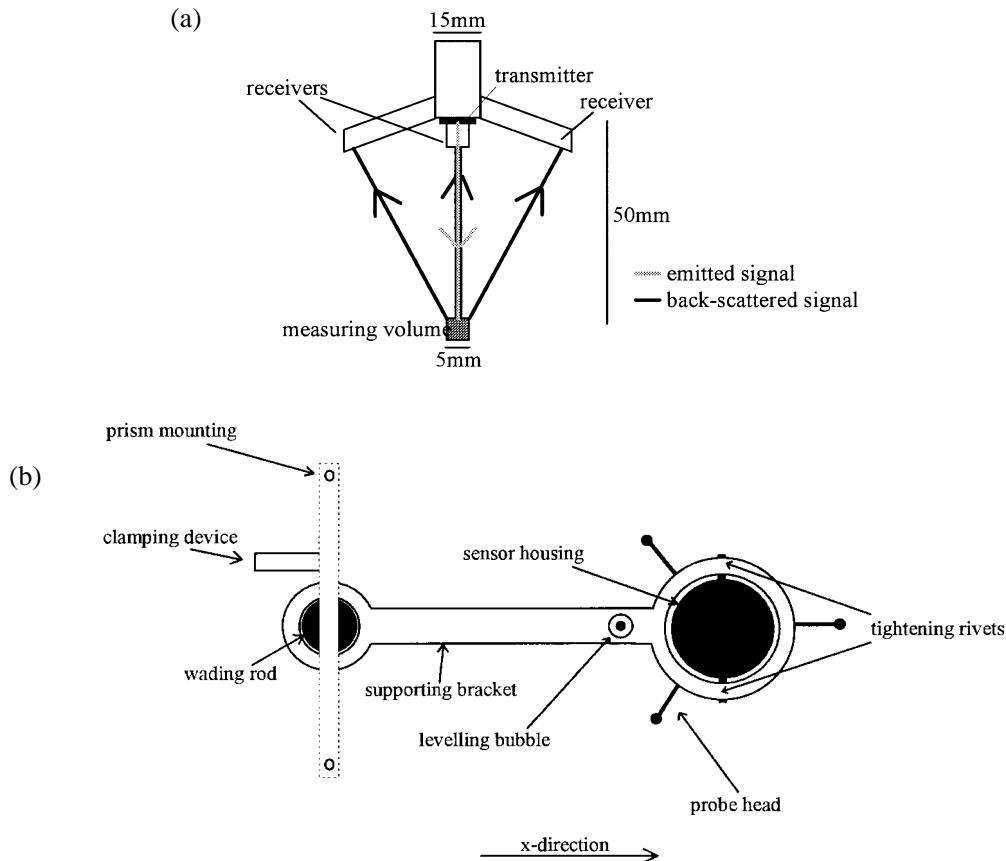 (a)
15mm
transmitter
receivers
receiver
50mm
emitted signal
back-scattered signal
measuring volume
5mm
(b)
prism mounting
clamping device
sensor housing
tightening rivets
wading rod
supporting bracket
levelling bubble
probe head
x-direction